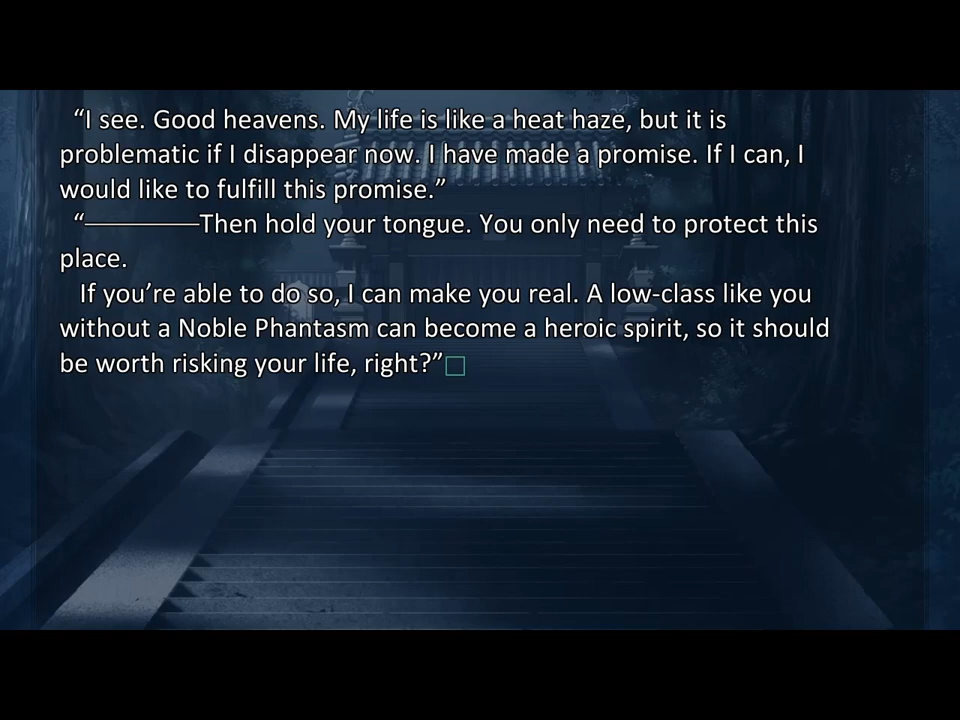 “I see. Good heavens. My life is like a heat haze, but it is
problematic if I disappear now. I have made a promise. If I can, I
would like to fulfill this promise.”
“————Then hold your tongue. You only need to protect this
place.
If you’re able to do so, I can make you real. A low-class like you
without a Noble Phantasm can become a heroic spirit, so it should
be worth risking your life, right?”